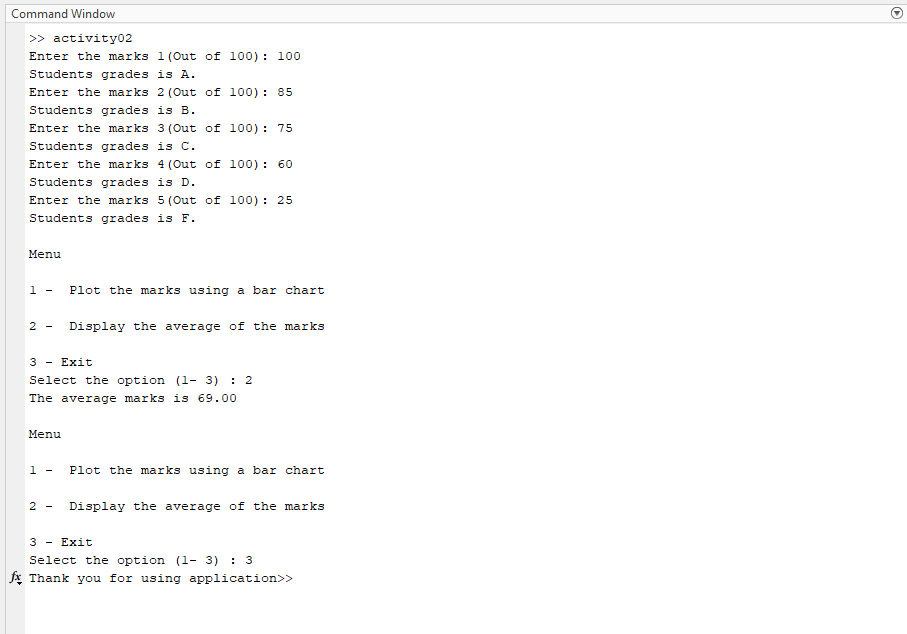 Command Window
>> activity02
Enter the marks 1(Out of 100): 100
Students grades is A.
Enter the marks 2(Out of 100): 85
Students grades is B.
Enter the marks 3(Out of 100): 75
Students grades is C.
Enter the marks 4(Out of 100): 60
Students grades is D.
Enter the marks 5(Out of 100): 25
Students grades is F.
Menu
1 -  Plot the marks using a bar chart
2 -  Display the average of the marks
3 - Exit
Select the option (1- 3) : 2
The average marks is 69.00
Menu
1 -  Plot the marks using a bar chart
2 -  Display the average of the marks
3 - Exit
Select the option (1- 3) : 3
fx Thank you for using application>>